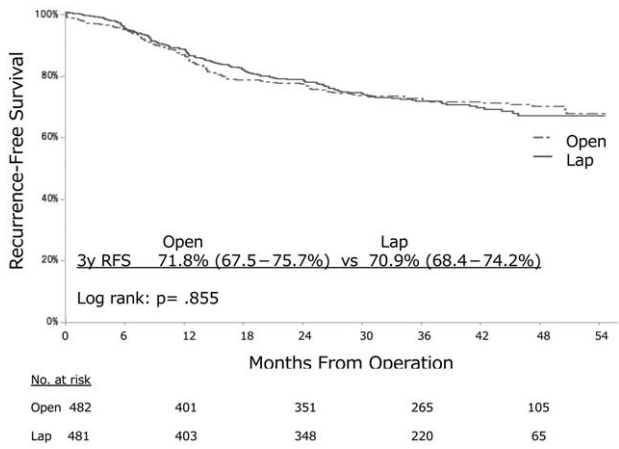 Recurrence-Free Survival
100%
80%
60%
40%
20%
0%
Open
Lap
Open Lap
3y RFS 71.8% (67.5–75.7%) vs 70.9% (68.4–74.2%)
Log rank: p= .855
0 6 12 18 24 30 36 42 48 54
Months From Operation
No. at risk
Open 482 401 351 265 105
Lap 481 403 348 220 65